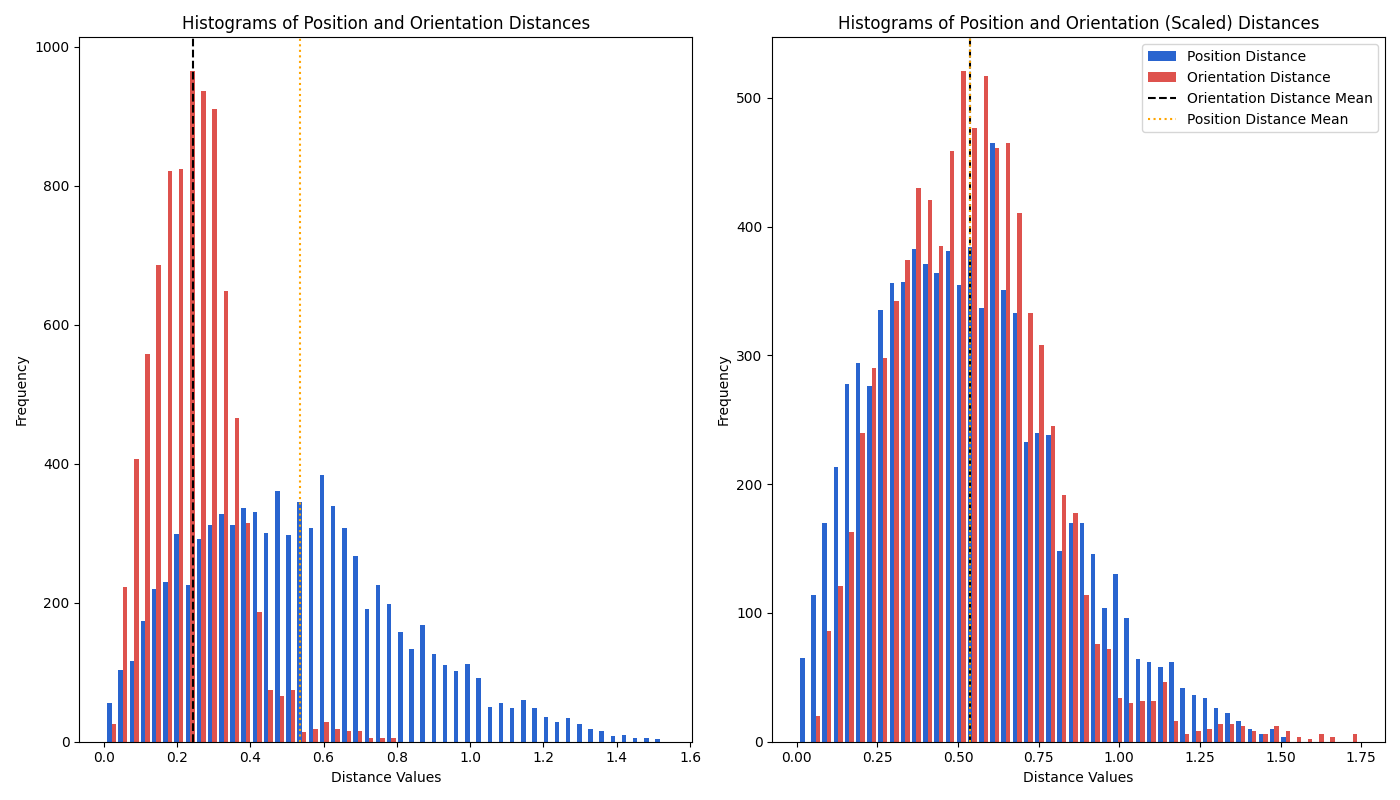 Histograms of Position and Orientation Distances
1000
800
600
400
200
0
Frequency
0.0 0.2 0.4 0.6 0.8 1.0 1.2 1.4 1.6
Distance Values
Histograms of Position and Orientation (Scaled) Distances
Position Distance
Orientation Distance
Orientation Distance Mean
Position Distance Mean
500
400
300
200
100
0
Frequency
0.00 0.25 0.50 0.75 1.00 1.25 1.50 1.75
Distance Values